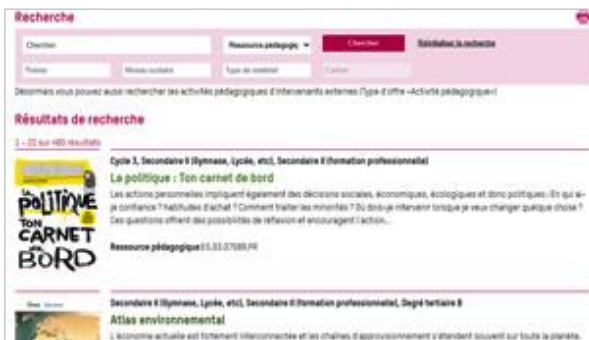 Recherche
Chercher
Ressource pédagogiq
Chercher
Réinitialiser la recherche
Thème
Niveau scolaire
Type de matériel
Désormais vous pouvez aussi rechercher les activités pédagogiques d'intervenants externes (Type d'offre «Activité pédagogique»)
Résultats de recherche
résultats
Cycle 3, Secondaire II (Gymnase, Lycée, etc), Secondaire II (formation professionnelle)
La politique : Ton carnet de bord
Les actions personnelles impliquent également des décisions sociales, économiques, écologiques et donc politiques : En qui ai-
je confiance ? habitudes d'achat ? Comment traiter les minorités ? Où dois-je intervenir lorsque je veux changer quelque chose ?
Ces questions offrent des possibilités de réflexion et encouragent l'action...
Ressource pédagogique
LA
POLITIQUE
TON
CARNET
DE
BORD
Secondaire II (Gymnase, Lycée, etc), Secondaire II (formation professionnelle), Degré tertiaire B
Atlas environnemental
L'économie actuelle est fortement interconnectée et les chaînes d'approvisionnement s'étendent souvent sur toute la planète.